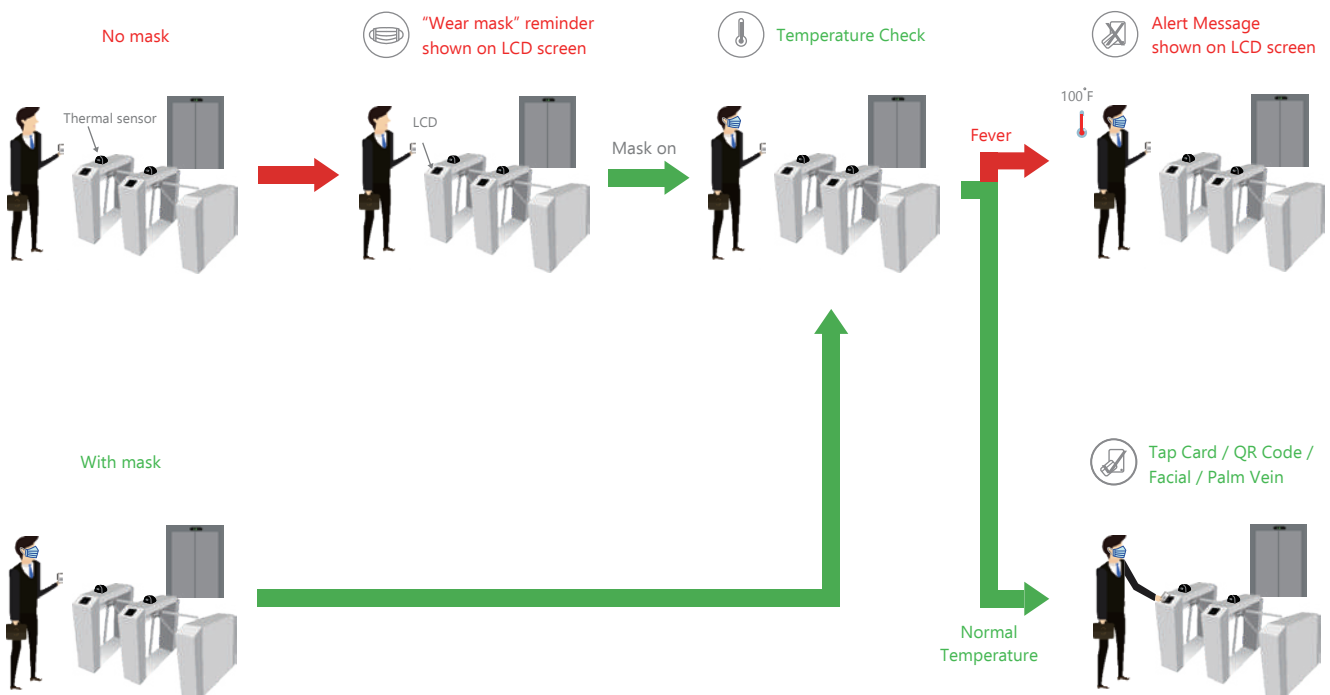 No mask
“Wear mask” reminder
shown on LCD screen
Temperature Check
Alert Message
shown on LCD screen
Thermal sensor
LCD
Mask on
Fever
100°F
With mask
Tap Card / QR Code /
Facial / Palm Vein
Normal
Temperature